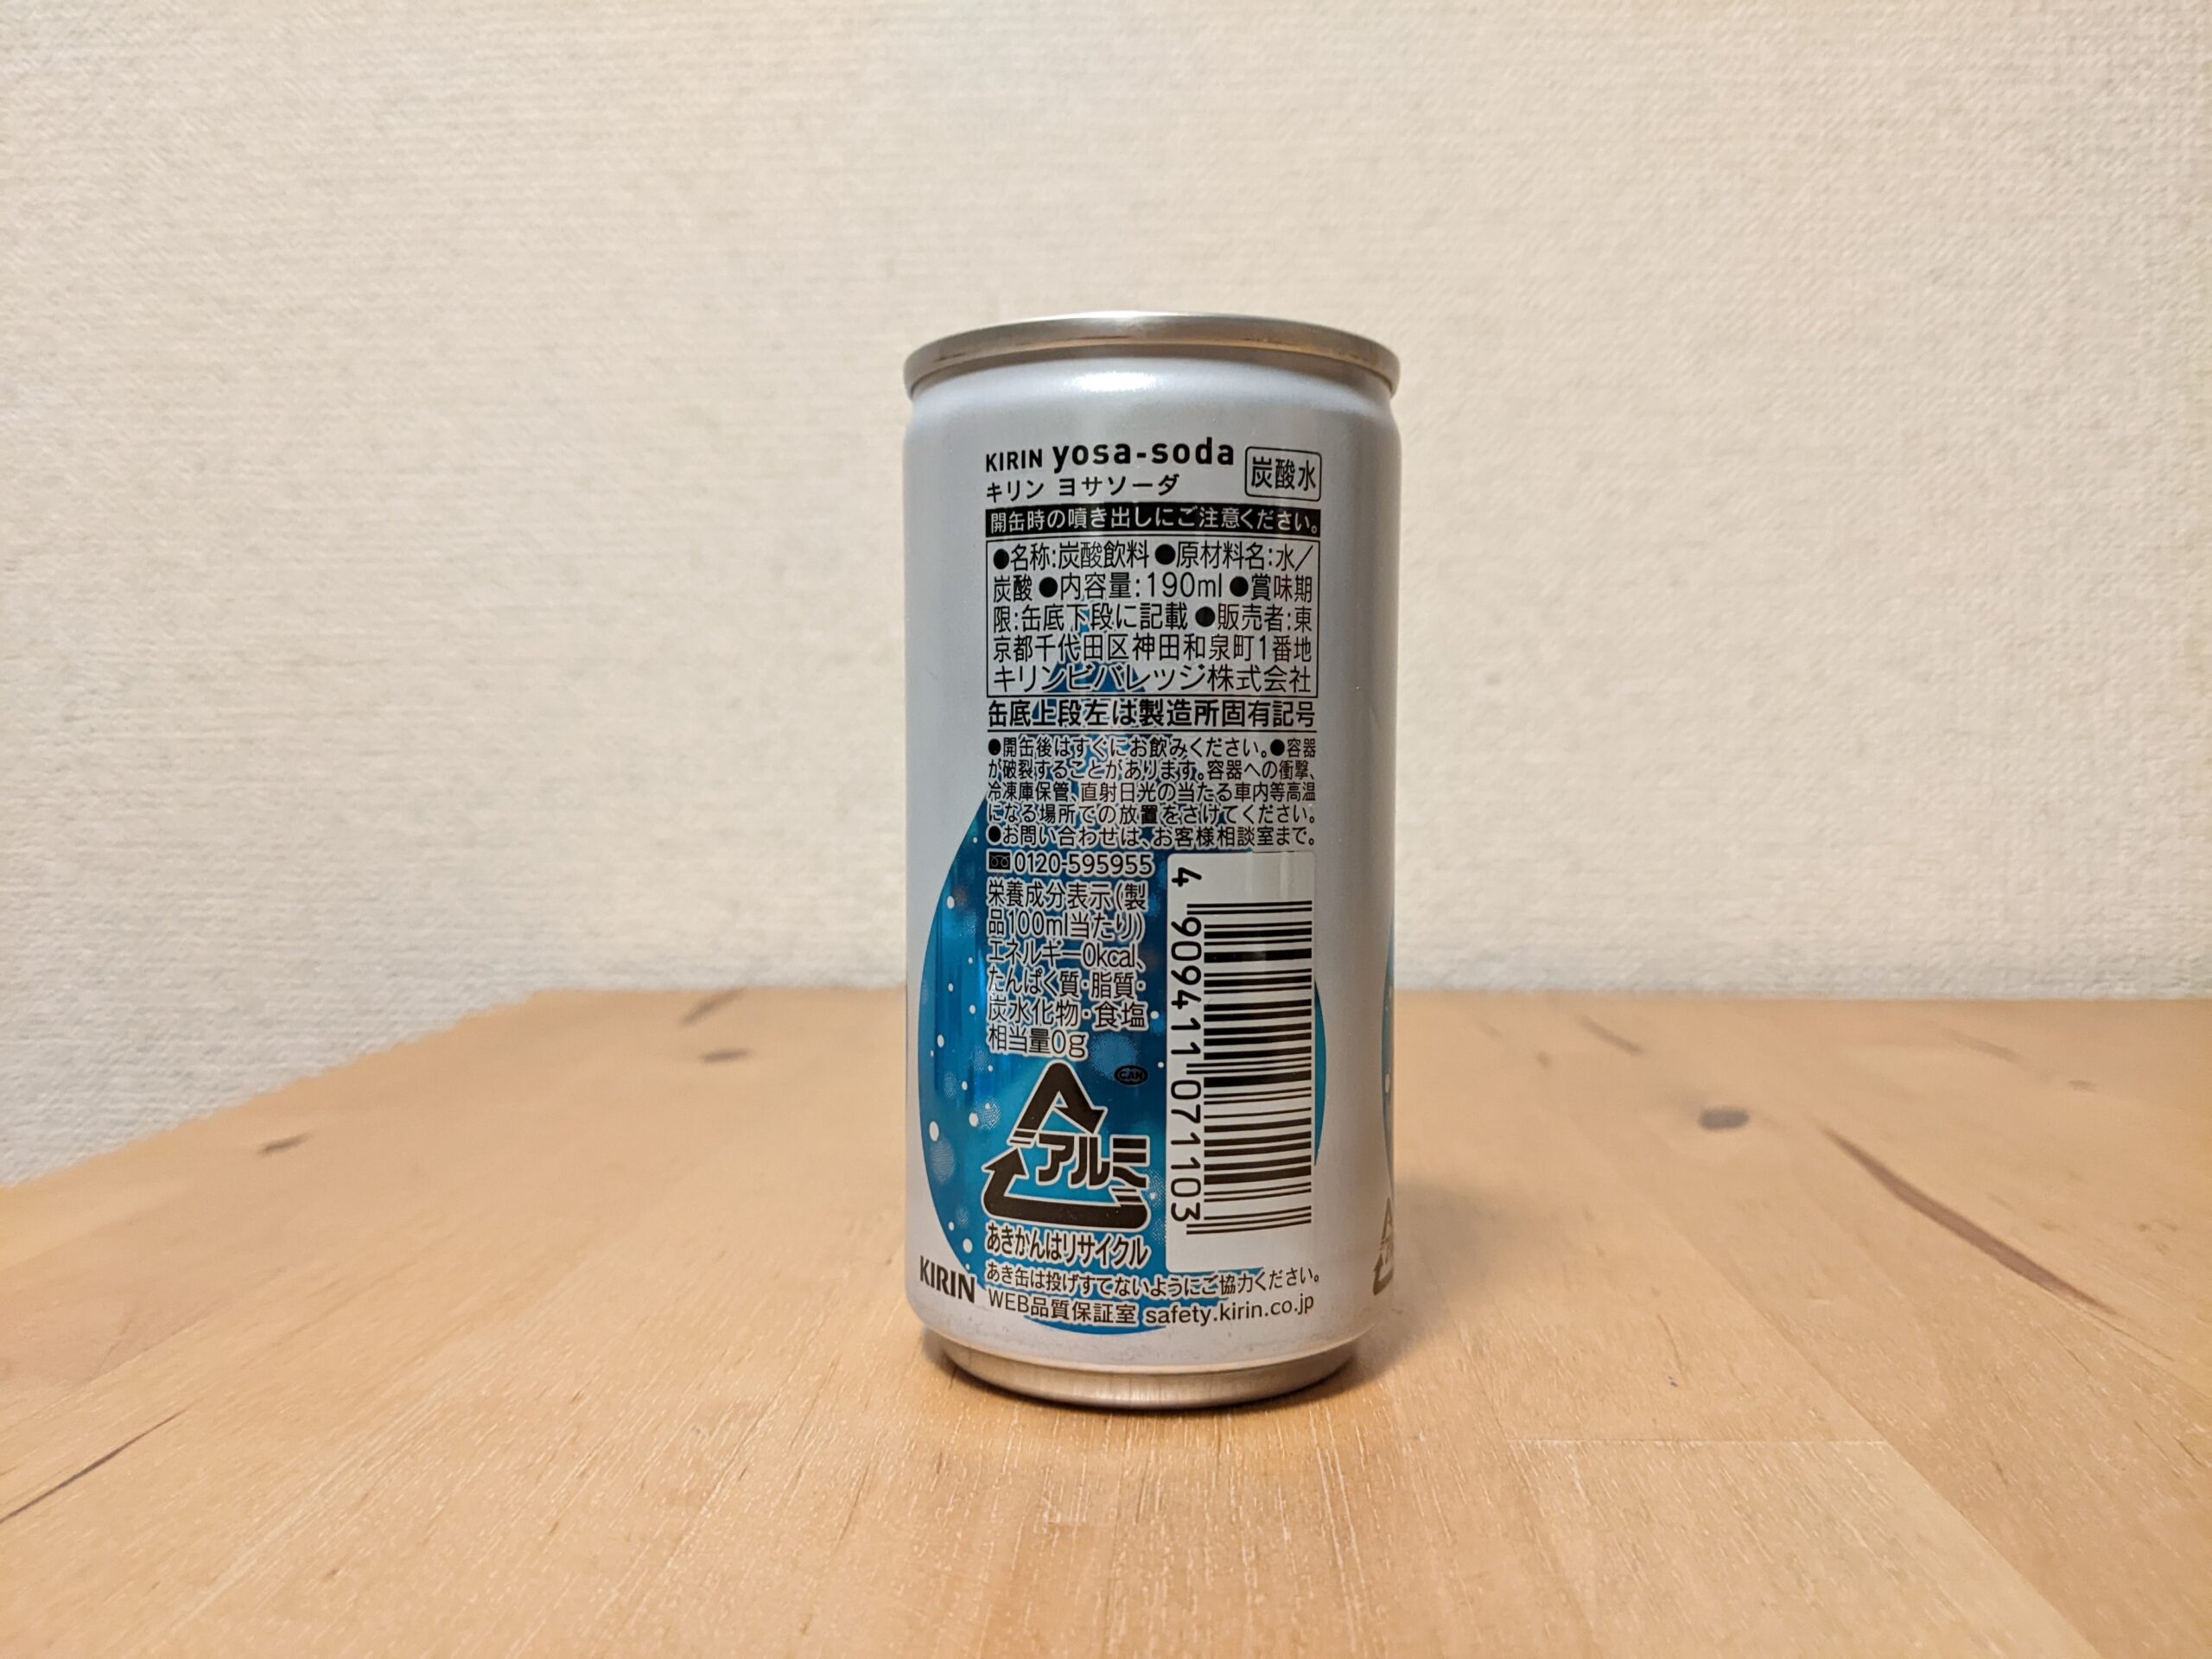 KIRIN yosa-soda 炭酸水
キリン ヨサソーダ
開缶時の噴き出しにご注意ください。
●名称:炭酸飲料 ●原材料名:水／
炭酸 ●内容量:190ml ●賞味期
限:缶底下段に記載 ●販売者:東
京都千代田区神田和泉町1番地
キリンビバレッジ株式会社
缶底上段左は製造所固有記号
●開缶後はすぐにお飲みください。●容器
が破裂することがあります。容器への衝撃、
冷凍庫保管、直射日光の当たる車内等高温
になる場所での放置をさけてください。
●お問い合わせは、お客様相談室まで。
0120-595955
栄養成分表示(製
品100ml当たり)
エネルギー0kcal、
たんぱく質・脂質・
炭水化物・食塩
相当量0g
CAN
アルミ
あきかんはリサイクル
4 909411 071103
KIRIN
あき缶は投げすてないようにご協力ください。
WEB品質保証室 safety.kirin.co.jp